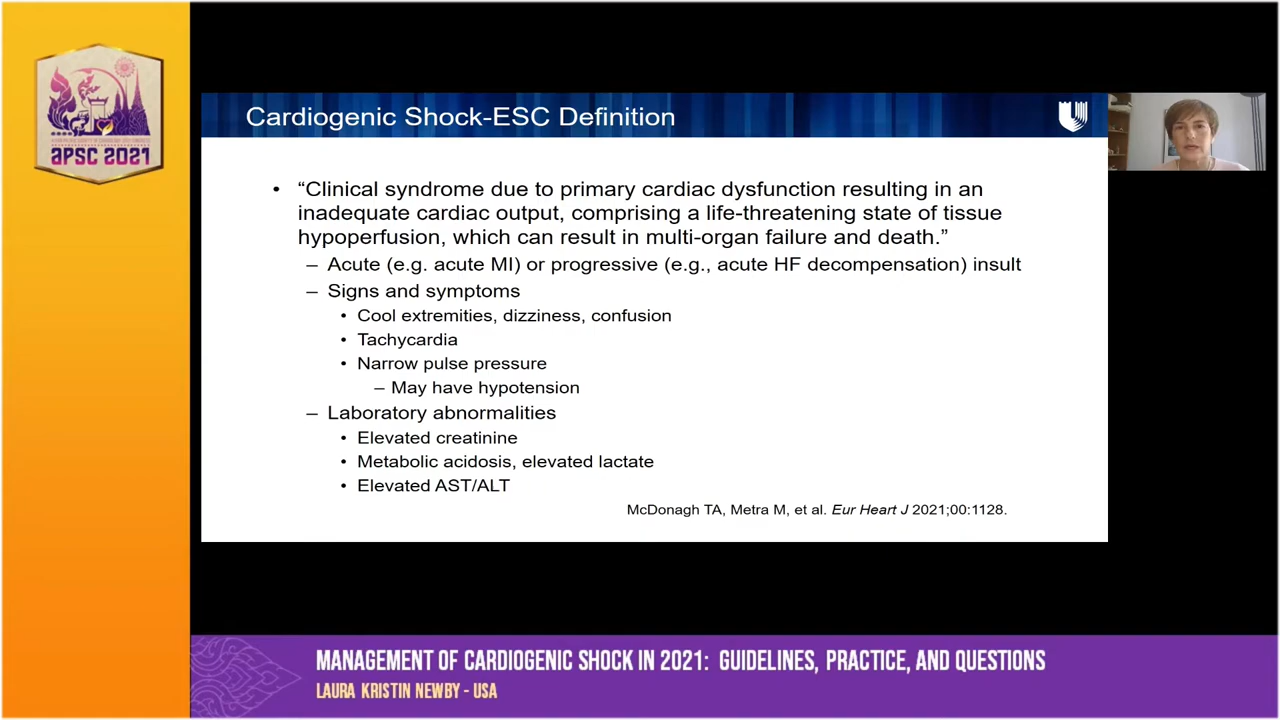 APSC 2021
Cardiogenic Shock-ESC Definition
• “Clinical syndrome due to primary cardiac dysfunction resulting in an
inadequate cardiac output, comprising a life-threatening state of tissue
hypoperfusion, which can result in multi-organ failure and death.”
– Acute (e.g. acute MI) or progressive (e.g., acute HF decompensation) insult
– Signs and symptoms
• Cool extremities, dizziness, confusion
• Tachycardia
• Narrow pulse pressure
– May have hypotension
– Laboratory abnormalities
• Elevated creatinine
• Metabolic acidosis, elevated lactate
• Elevated AST/ALT
McDonagh TA, Metra M, et al. Eur Heart J 2021;00:1128.
MANAGEMENT OF CARDIOGENIC SHOCK IN 2021: GUIDELINES, PRACTICE, AND QUESTIONS
LAURA KRISTIN NEWBY - USA